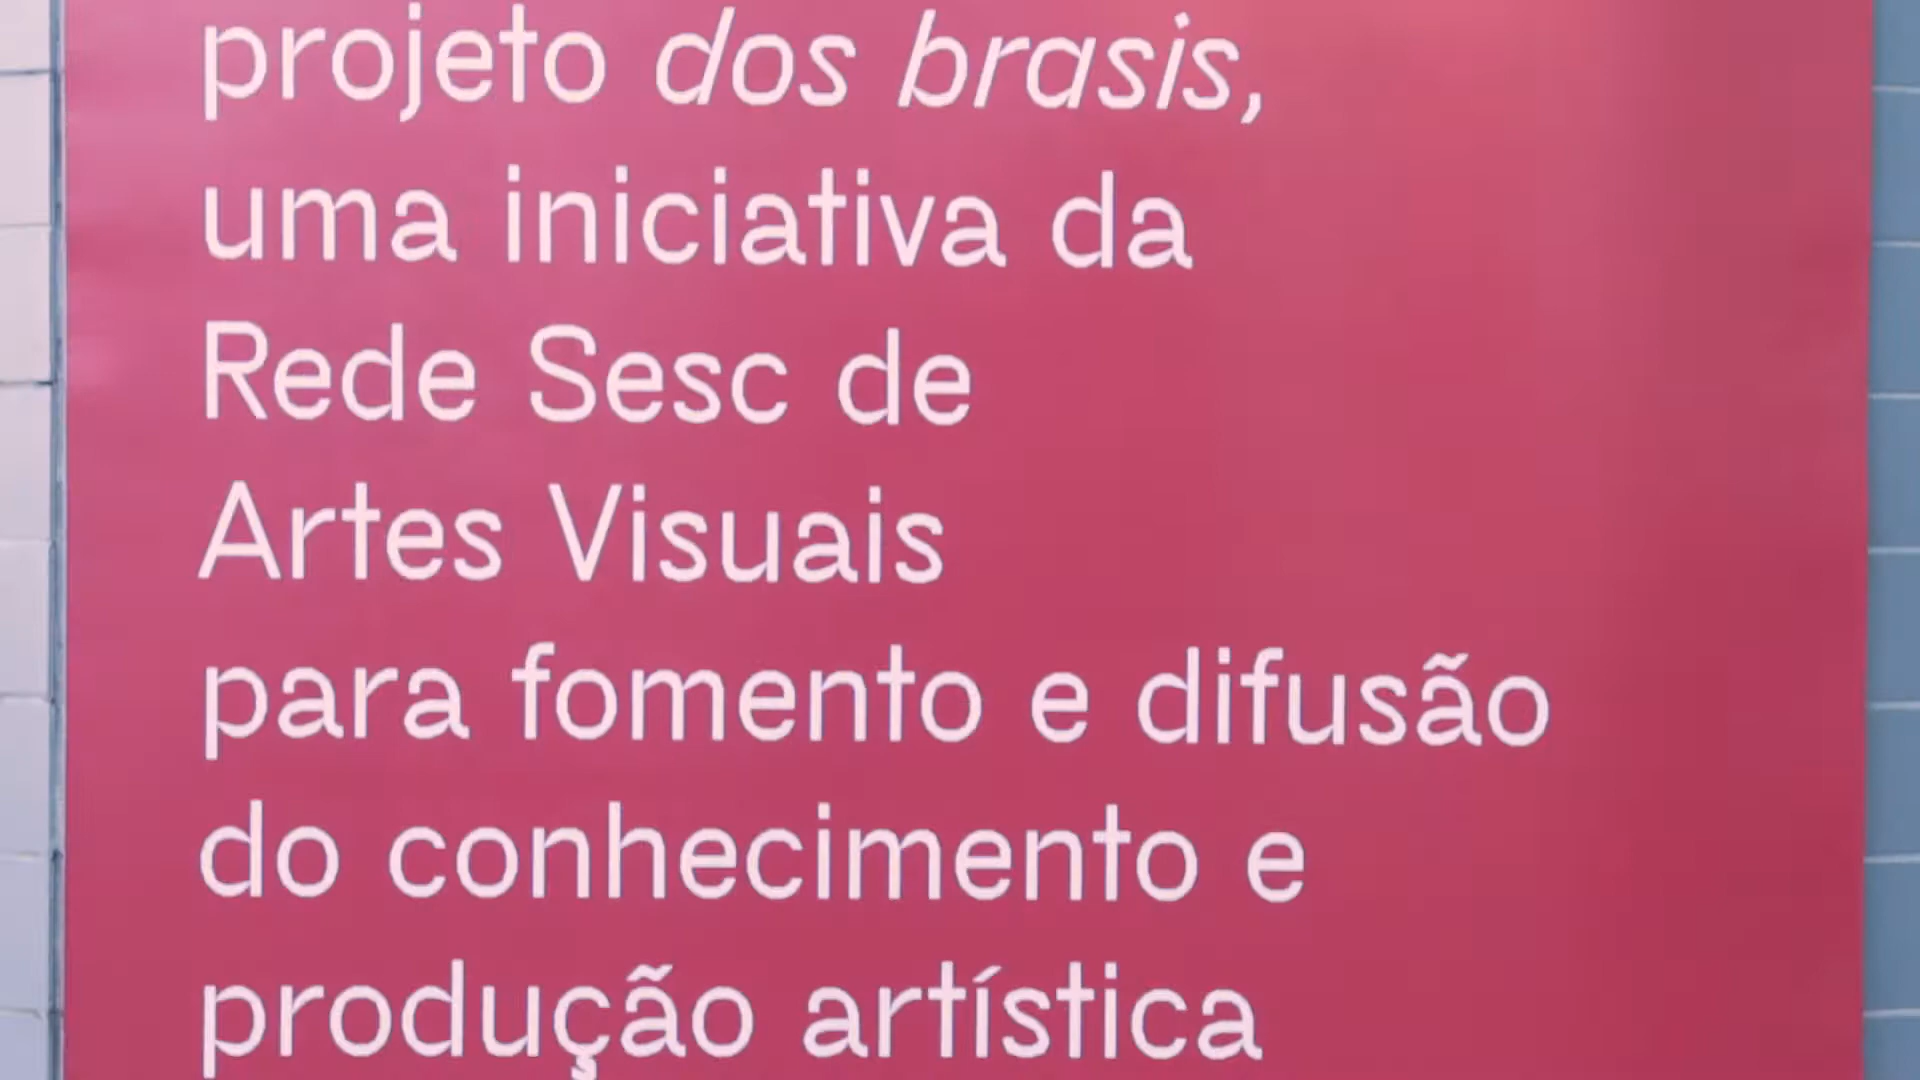 projeto dos brasis,
uma iniciativa da
Rede Sesc de
Artes Visuais
para fomento e difusão
do conhecimento e
produção artística